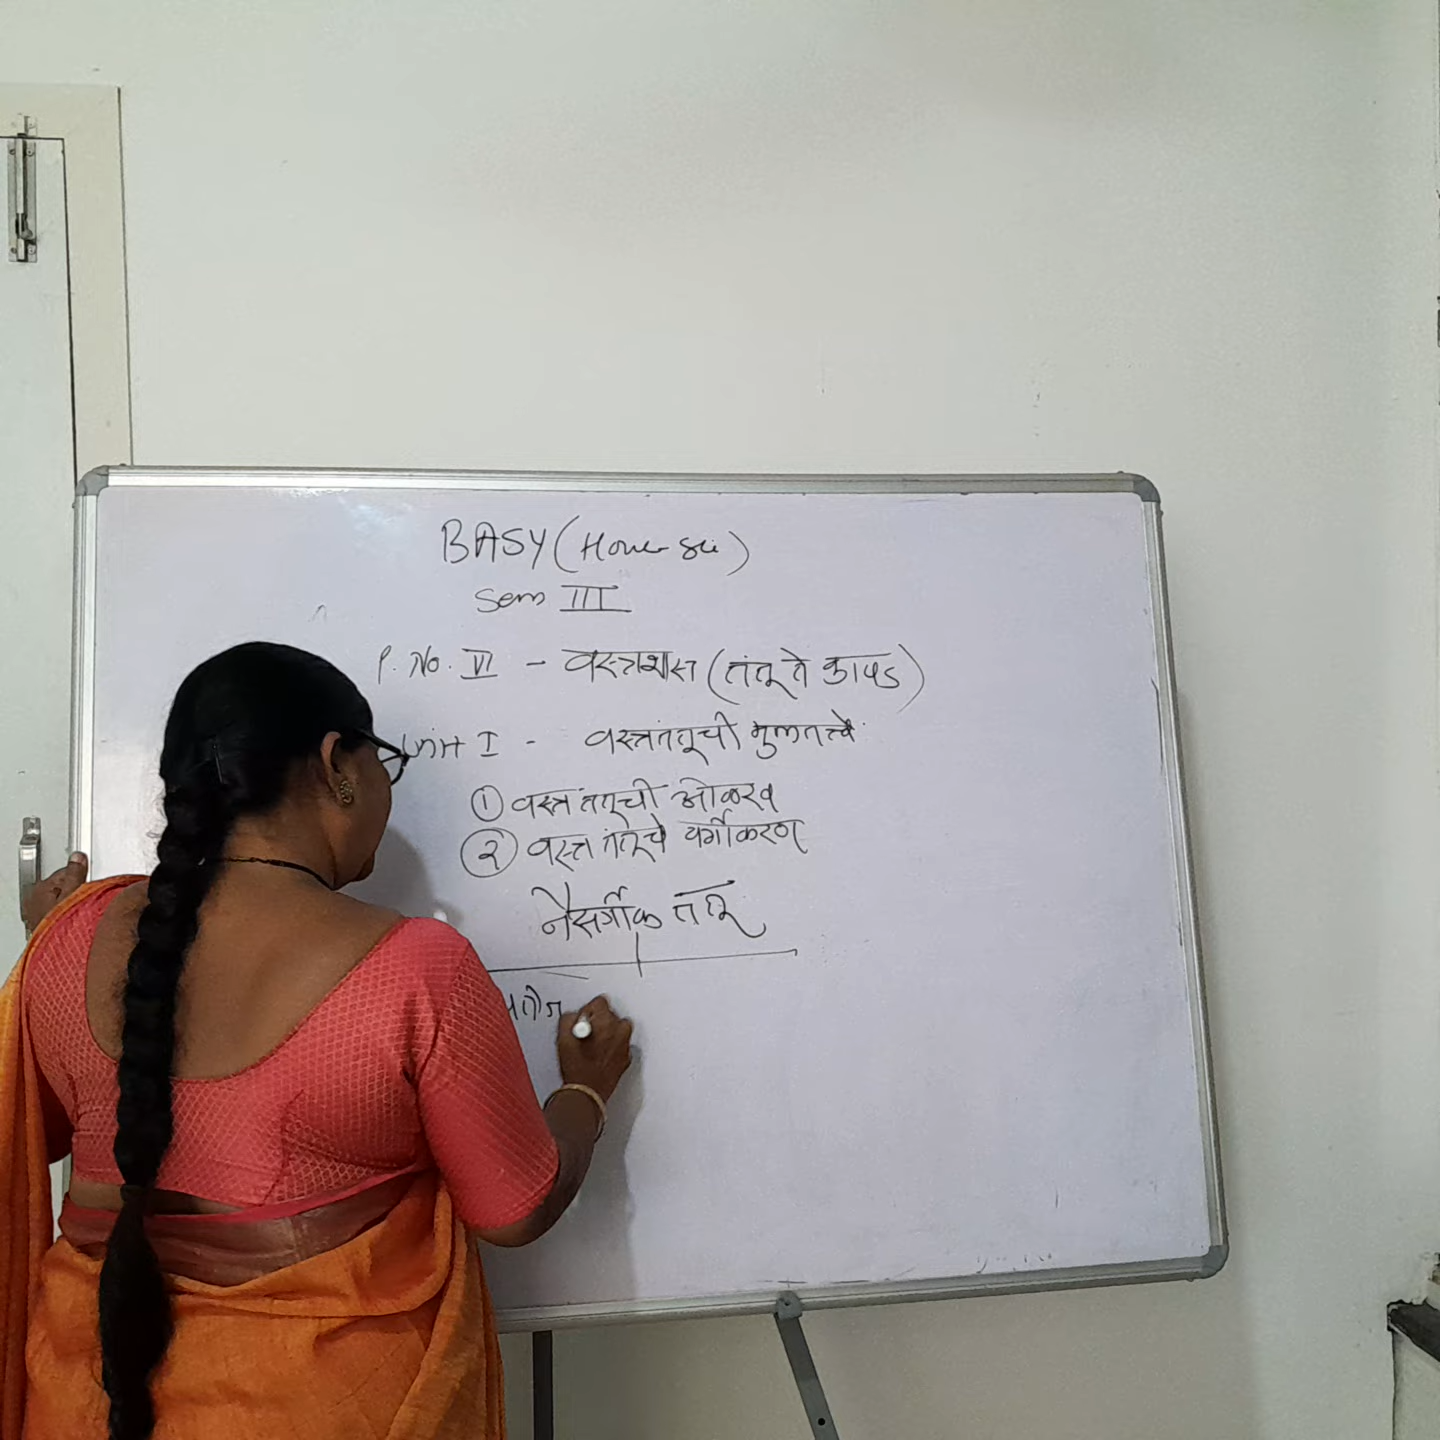 BASY (Home Sci)
Sem III
P. No. VI - वस्त्रशास्त्र (तंतू ते कापड)
Unit I - वस्त्रतंतूची मुलतत्त्वे
① वस्त्र तंतूची ओळख
② वस्त्र तंतूचे वर्गीकरण
नैसर्गीक तंतू